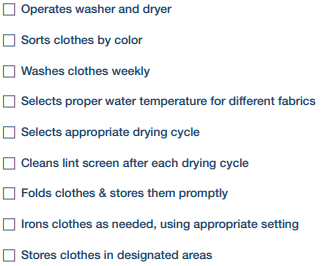 Operates washer and dryer
Sorts clothes by color
Washes clothes weekly
Selects proper water temperature for different fabrics
Selects appropriate drying cycle
Cleans lint screen after each drying cycle
Folds clothes & stores them promptly
Irons clothes as needed, using appropriate setting
Stores clothes in designated areas